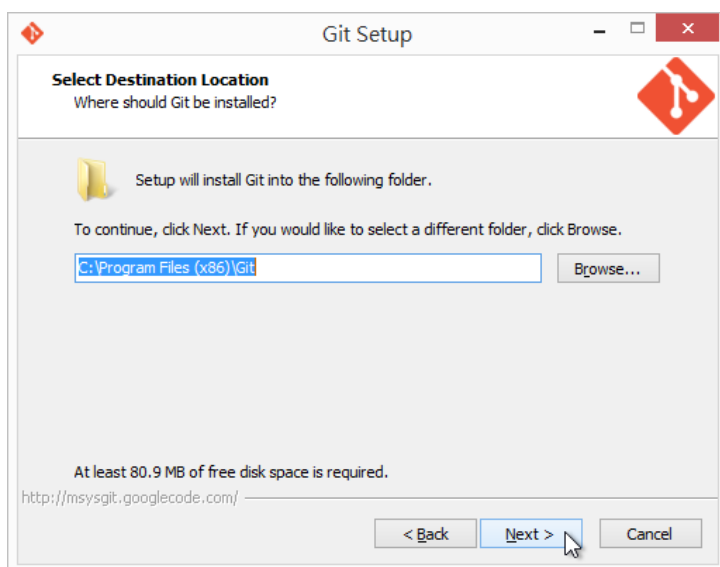 Git Setup
Select Destination Location
Where should Git be installed?
Setup will install Git into the following folder.
To continue, click Next. If you would like to select a different folder, click Browse.
C:\Program Files (x86)\Git
Browse...
At least 80.9 MB of free disk space is required.
http://msysgit.googlecode.com/
< Back Next > Cancel